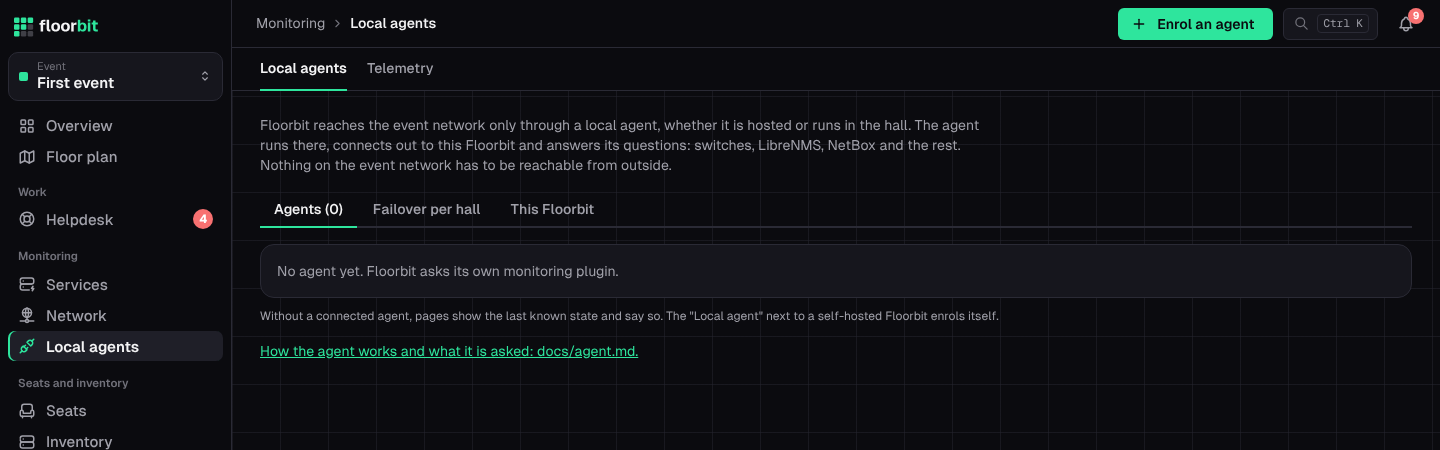 floorbit
Event
First event
Overview
Floor plan
Work
Helpdesk
4
Monitoring
Services
Network
Local agents
Seats and inventory
Seats
Inventory
Monitoring > Local agents
+ Enrol an agent
Ctrl K
9
Local agents
Telemetry
Floorbit reaches the event network only through a local agent, whether it is hosted or runs in the hall. The agent
runs there, connects out to this Floorbit and answers its questions: switches, LibreNMS, NetBox and the rest.
Nothing on the event network has to be reachable from outside.
Agents (0)
Failover per hall
This Floorbit
No agent yet. Floorbit asks its own monitoring plugin.
Without a connected agent, pages show the last known state and say so. The "Local agent" next to a self-hosted Floorbit enrols itself.
How the agent works and what it is asked: docs/agent.md.